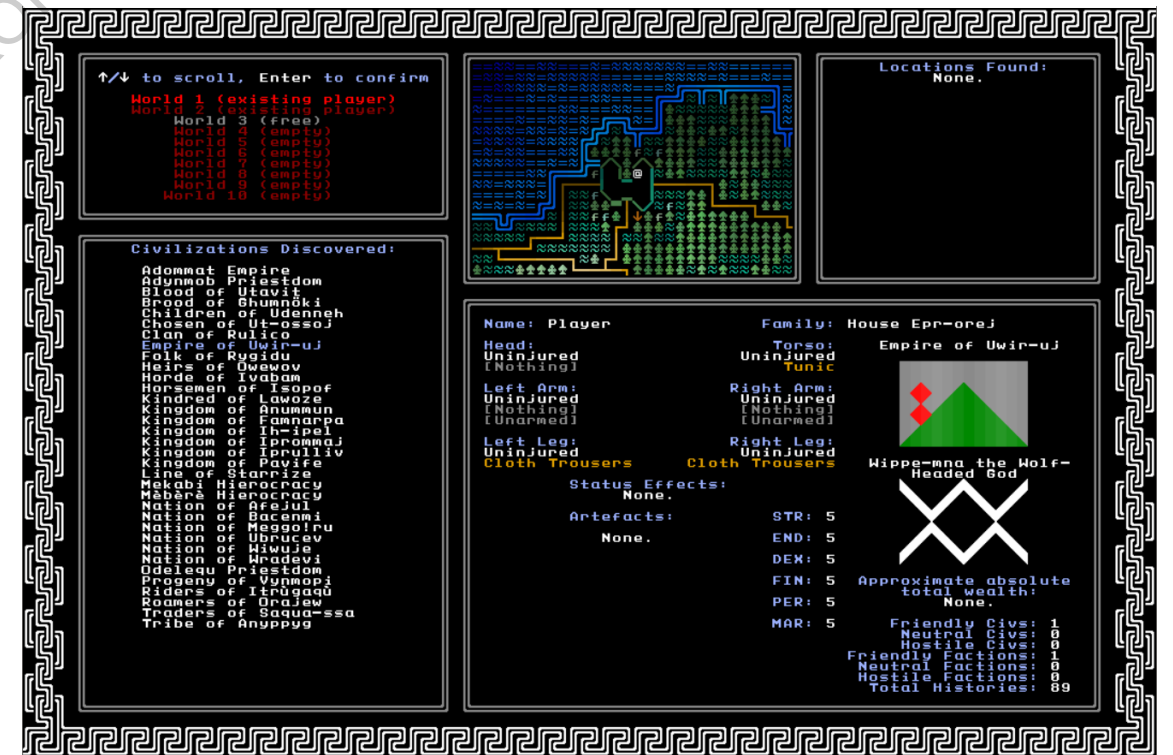 ↑/↓ to scroll, Enter to confirm
World 1 (existing player)
World 2 (existing player)
World 3 (free)
World 4 (empty)
World 5 (empty)
World 6 (empty)
World 7 (empty)
World 8 (empty)
World 9 (empty)
World 10 (empty)
Civilizations Discovered:
Adommat Empire
Adynmob Priestdom
Blood of Utavit
Brood of Ghumnôki
Children of Udenneh
Chosen of Ut-ossoj
Clan of Rulico
Empire of Uwir-uj
Folk of Rygidu
Heirs of Owewov
Horde of Ivabam
Horsemen of Isopof
Kindred of Lawoze
Kingdom of Anummun
Kingdom of Famnarpa
Kingdom of Ih-ipel
Kingdom of Iprommaj
Kingdom of Iprulliv
Kingdom of Pavife
Line of Starrize
Mekabi Hierocracy
Mèbèrè Hierocracy
Nation of Afejul
Nation of Bacenmi
Nation of Meggo!ru
Nation of Ubrucev
Nation of Wiwuje
Nation of Wradevi
Odelequ Priestdom
Progeny of Vynmopi
Riders of Itrùgaqù
Roamers of Orajew
Traders of Saqua-ssa
Tribe of Anyppyg
Locations Found:
None.
Name: Player
Family: House Epr-orej
Head:
Uninjured
[Nothing]
Torso:
Uninjured
Tunic
Left Arm:
Uninjured
[Nothing]
[Unarmed]
Right Arm:
Uninjured
[Nothing]
[Unarmed]
Left Leg:
Uninjured
Cloth Trousers
Right Leg:
Uninjured
Cloth Trousers
Status Effects:
None.
Artefacts:
None.
STR: 5
END: 5
DEX: 5
FIN: 5
PER: 5
MAR: 5
Empire of Uwir-uj
Wippe-mna the Wolf-
Headed God
Approximate absolute
total wealth:
None.
Friendly Civs: 1
Neutral Civs: 0
Hostile Civs: 0
Friendly Factions: 1
Neutral Factions: 0
Hostile Factions: 0
Total Histories: 89